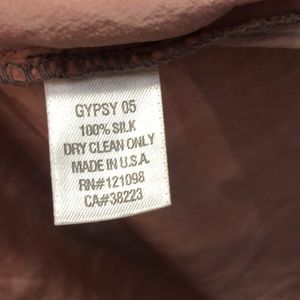 GYPSY 05
100% SILK
DRY CLEAN ONLY
MADE IN U.S.A.
RN#121098
CA#38223